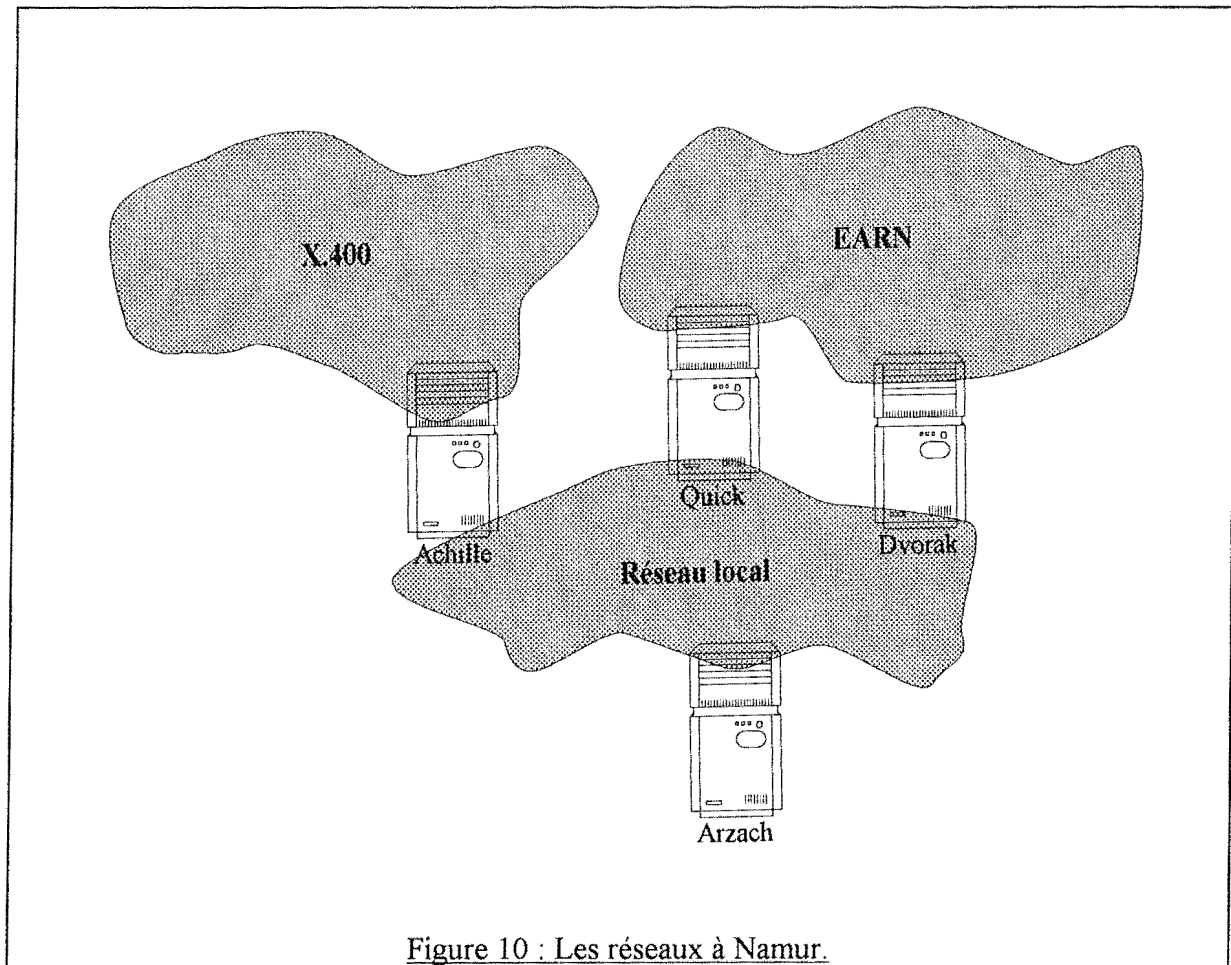 X.400
EARN
Quick
Achille
Dvorak
Réseau local
Arzach
Figure 10 : Les réseaux à Namur.